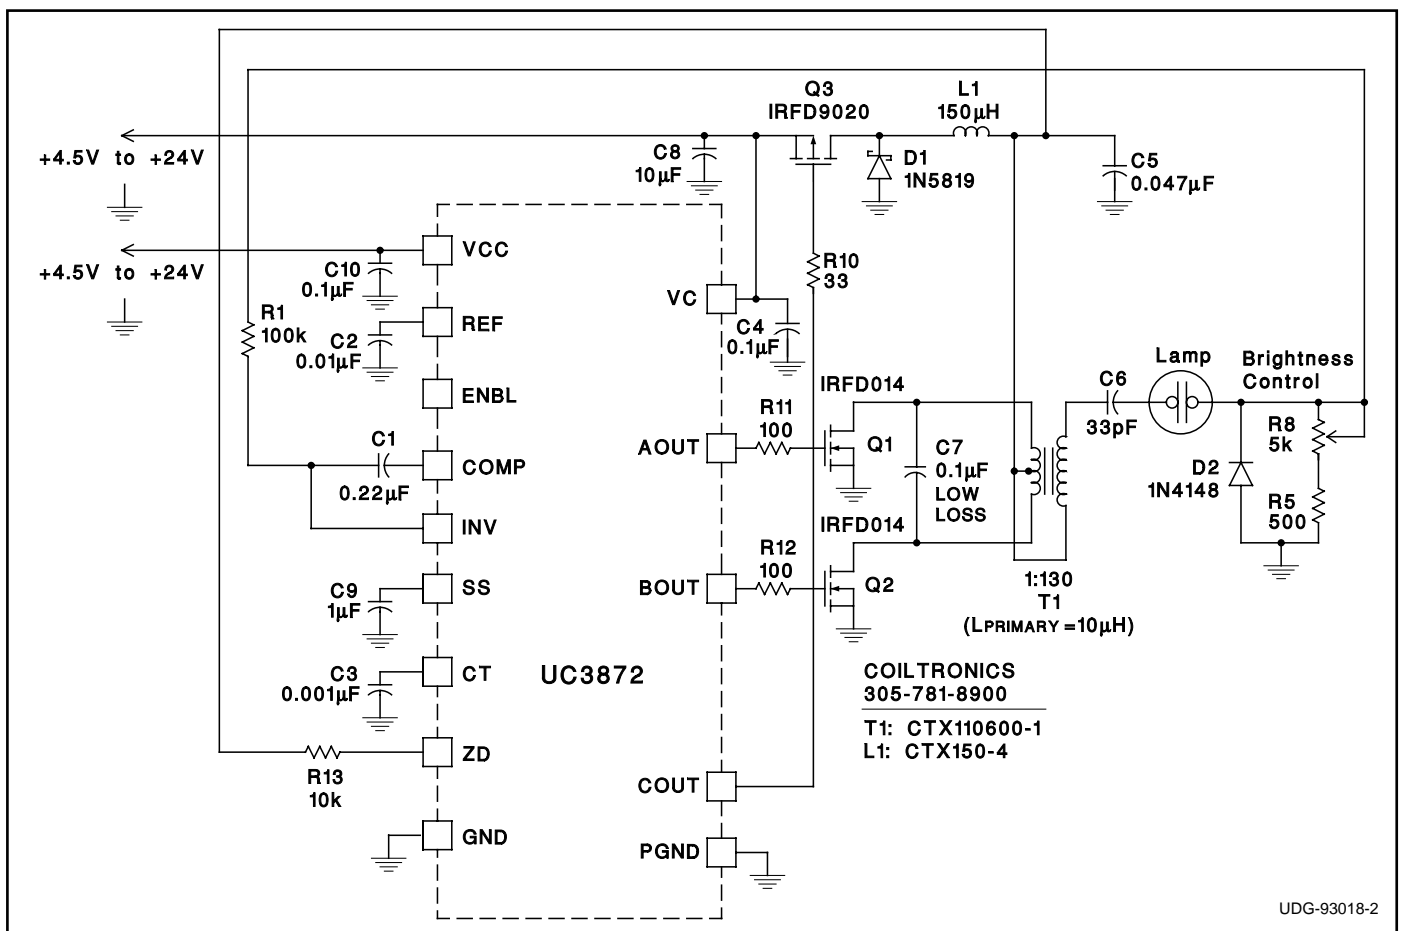 Q3
IRFD9020
L1
150µH
+4.5V to +24V
C8
10µF
D1
1N5819
C5
0.047µF
+4.5V to +24V
C10
0.1µF
VCC
R10
33
VC
R1
100k
C2
0.01µF
REF
C4
0.1µF
ENBL
IRFD014
Lamp
Brightness
Control
C6
33pF
R11
100
C1
0.22µF
COMP
AOUT
Q1
C7
0.1µF
LOW
LOSS
R8
5k
D2
1N4148
R5
500
INV
IRFD014
R12
100
C9
1µF
SS
BOUT
Q2
1:130
T1
(LPRIMARY=10µH)
C3
0.001µF
CT
UC3872
COILTRONICS
305-781-8900
T1: CTX110600-1
L1: CTX150-4
ZD
R13
10k
COUT
GND
PGND
UDG-93018-2